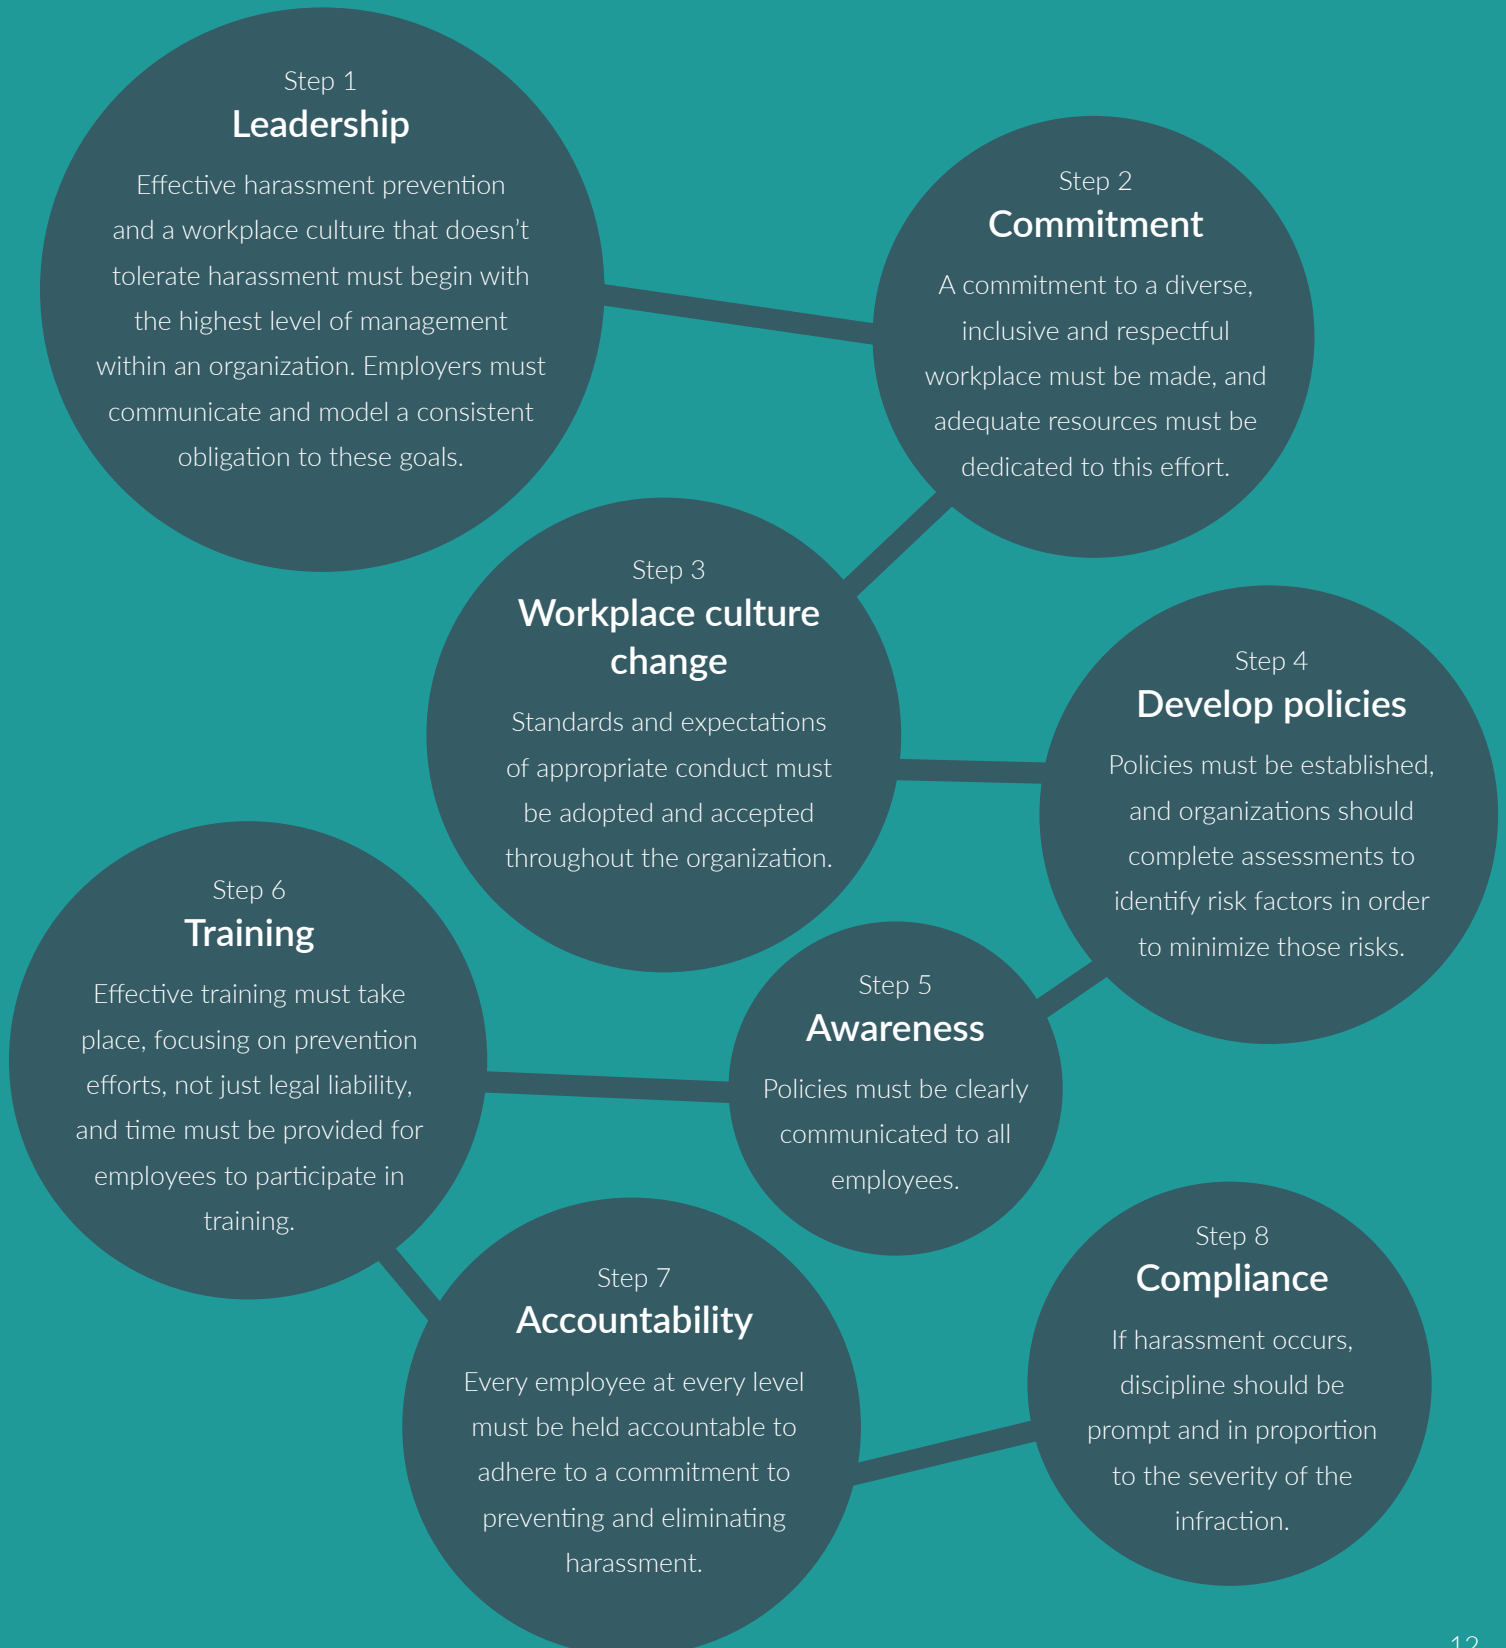 Step 1
Leadership
Effective harassment prevention
and a workplace culture that doesn’t
tolerate harassment must begin with
the highest level of management
within an organization. Employers must
communicate and model a consistent
obligation to these goals.
Step 2
Commitment
A commitment to a diverse,
inclusive and respectful
workplace must be made, and
adequate resources must be
dedicated to this effort.
Step 3
Workplace culture
change
Standards and expectations
of appropriate conduct must
be adopted and accepted
throughout the organization.
Step 4
Develop policies
Policies must be established,
and organizations should
complete assessments to
identify risk factors in order
to minimize those risks.
Step 5
Awareness
Policies must be clearly
communicated to all
employees.
Step 6
Training
Effective training must take
place, focusing on prevention
efforts, not just legal liability,
and time must be provided for
employees to participate in
training.
Step 7
Accountability
Every employee at every level
must be held accountable to
adhere to a commitment to
preventing and eliminating
harassment.
Step 8
Compliance
If harassment occurs,
discipline should be
prompt and in proportion
to the severity of the
infraction.
12